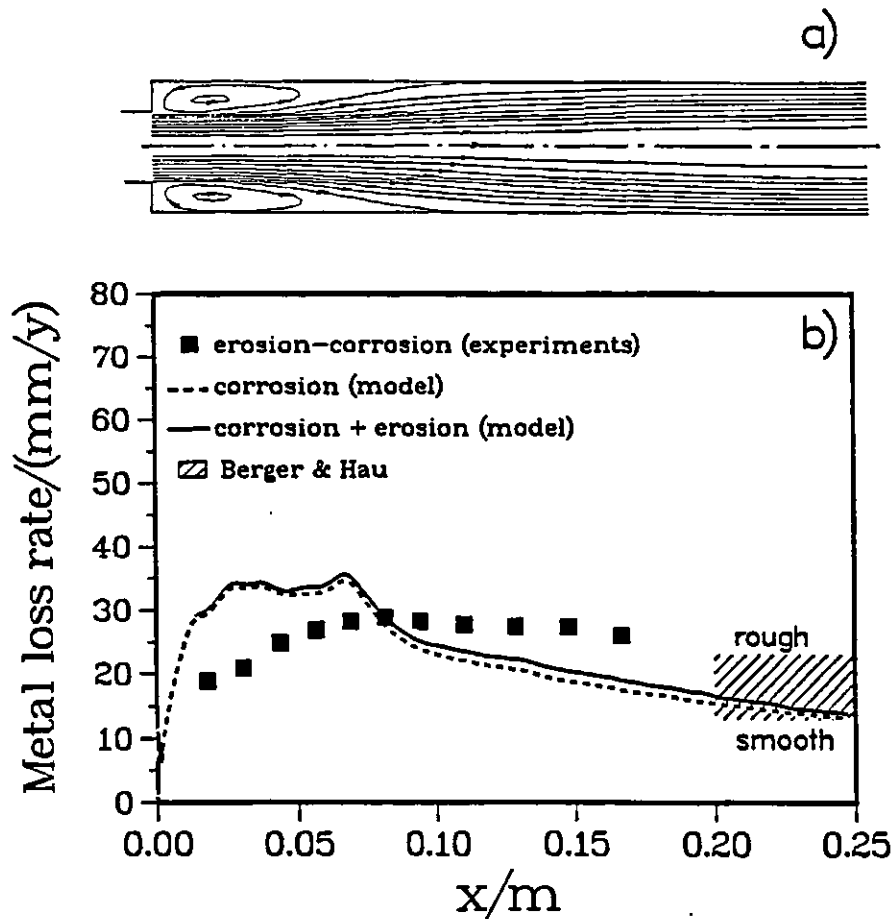 a)
b)
Metal loss rate/(mm/y)
80
70
60
50
40
30
20
10
0
erosion-corrosion (experiments)
corrosion (model)
corrosion + erosion (model)
Berger & Hau
rough
smooth
0.00 0.05 0.10 0.15 0.20 0.25
x/m